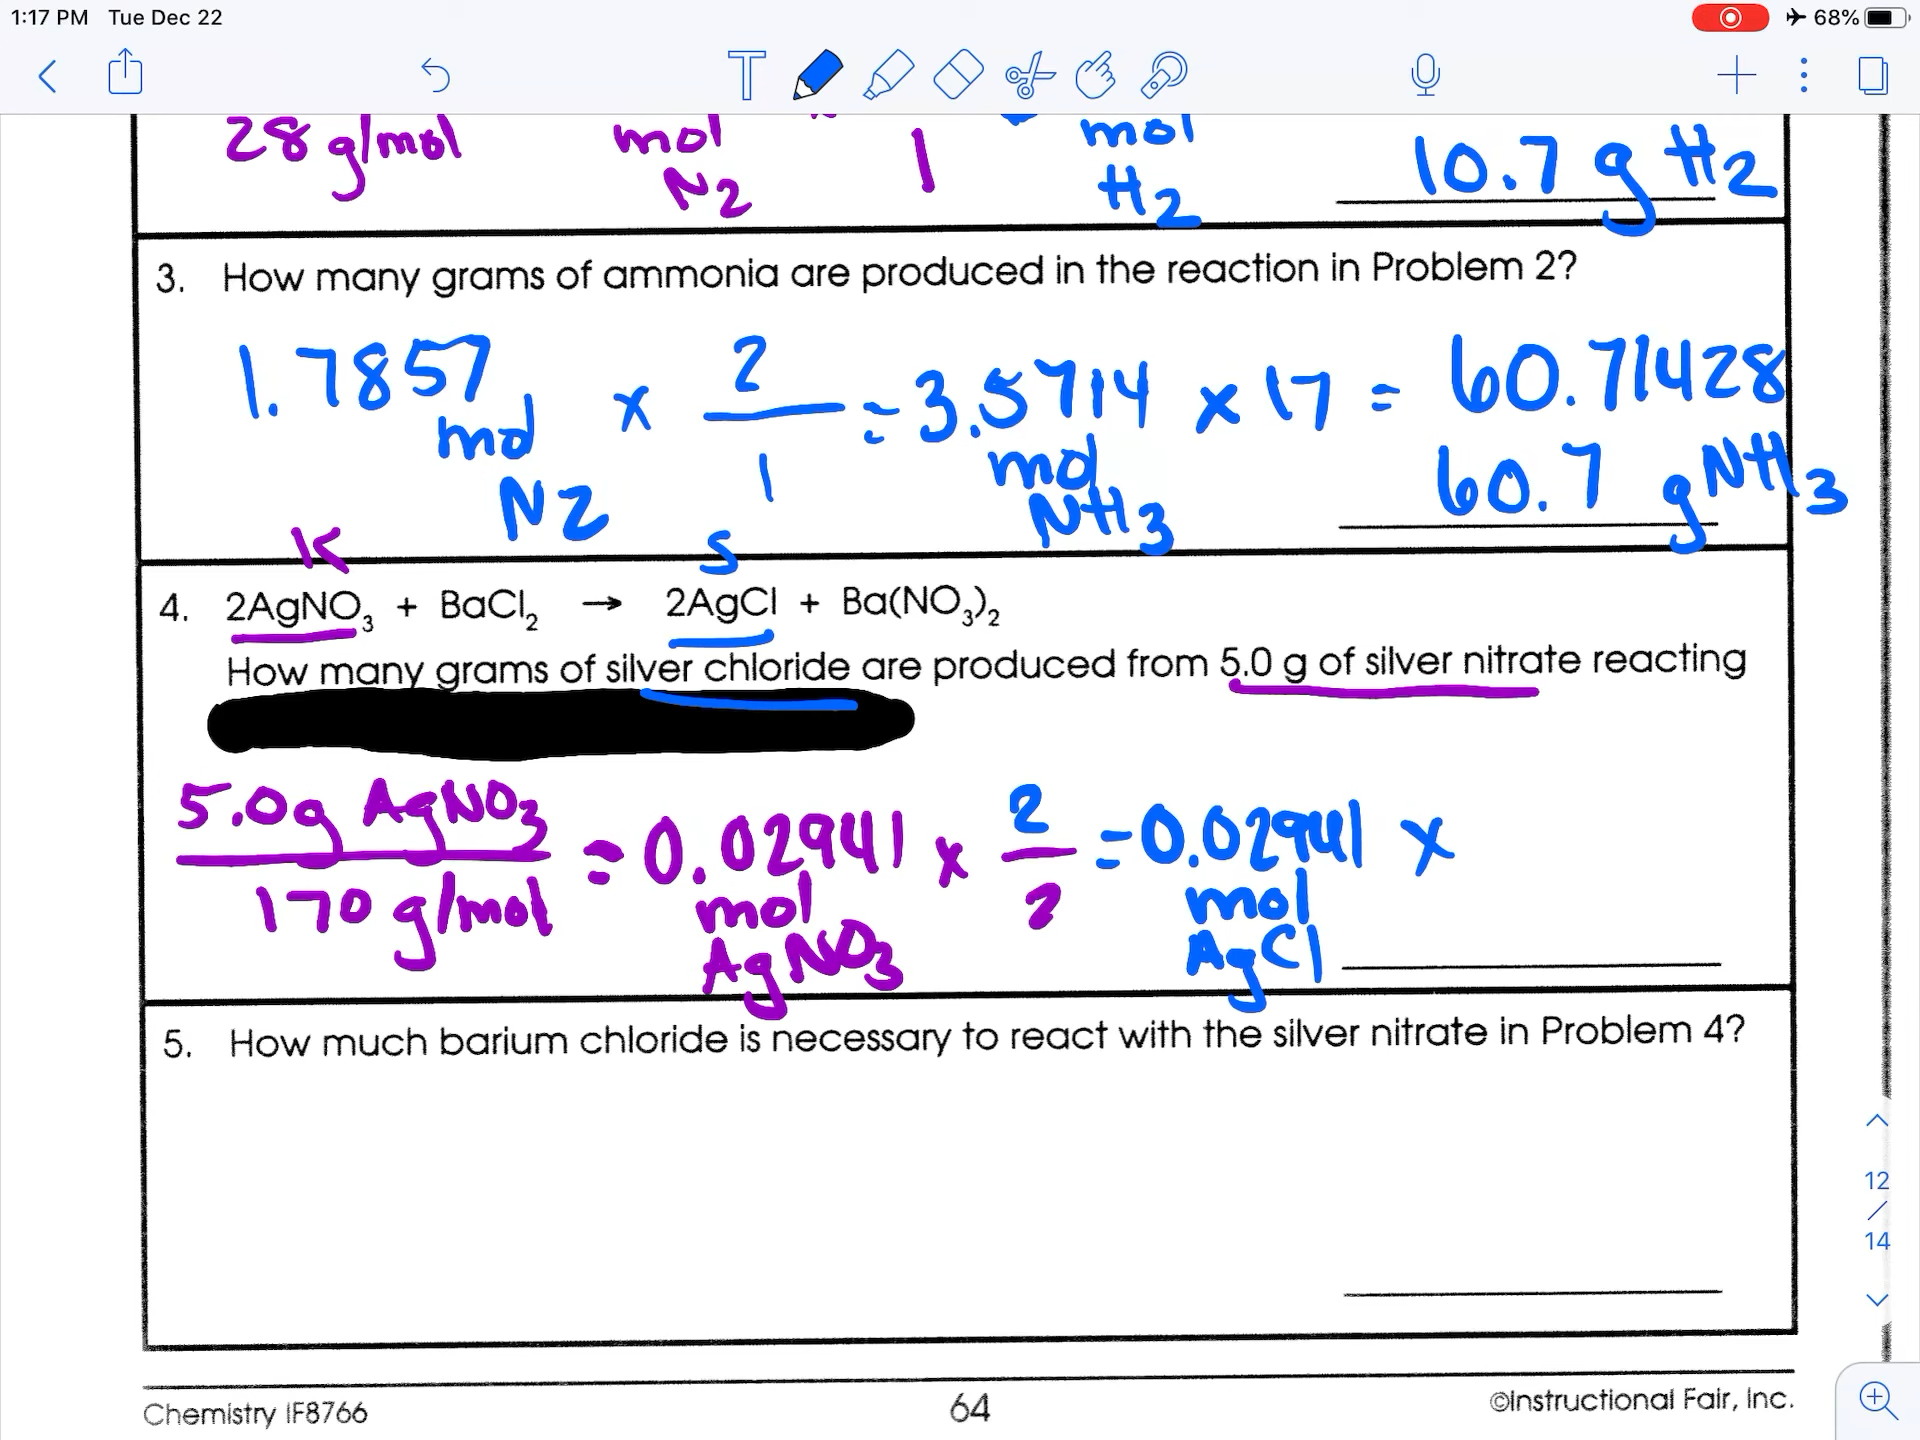 1:17 PM Tue Dec 22
68%
28 g/mol mol N2 1 mol H2 10.7 g H2
3. How many grams of ammonia are produced in the reaction in Problem 2?
1.7857 mol N2 x 2/1 = 3.5714 mol NH3 x 17 = 60.71428
60.7 g NH3
K S
4. 2AgNO3 + BaCl2 → 2AgCl + Ba(NO3)2
How many grams of silver chloride are produced from 5.0 g of silver nitrate reacting
5.0g AgNO3 / 170 g/mol = 0.02941 mol AgNO3 x 2/2 = 0.02941 mol AgCl x
5. How much barium chloride is necessary to react with the silver nitrate in Problem 4?
12
/
14
Chemistry IF8766 64 ©Instructional Fair, Inc.